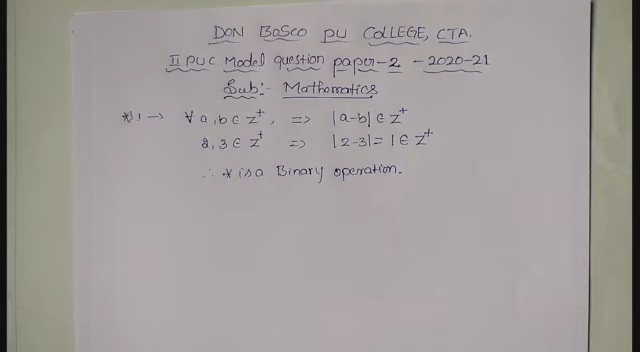 DON BOSCO PU COLLEGE, CTA.
II PUC Model question paper-2 - 2020-21
Sub:- Mathematics
*1 → ∀ a,b ∈ Z⁺, => |a-b| ∈ Z⁺
2,3 ∈ Z⁺ => |2-3| = 1 ∈ Z⁺
∴ * is a Binary operation.